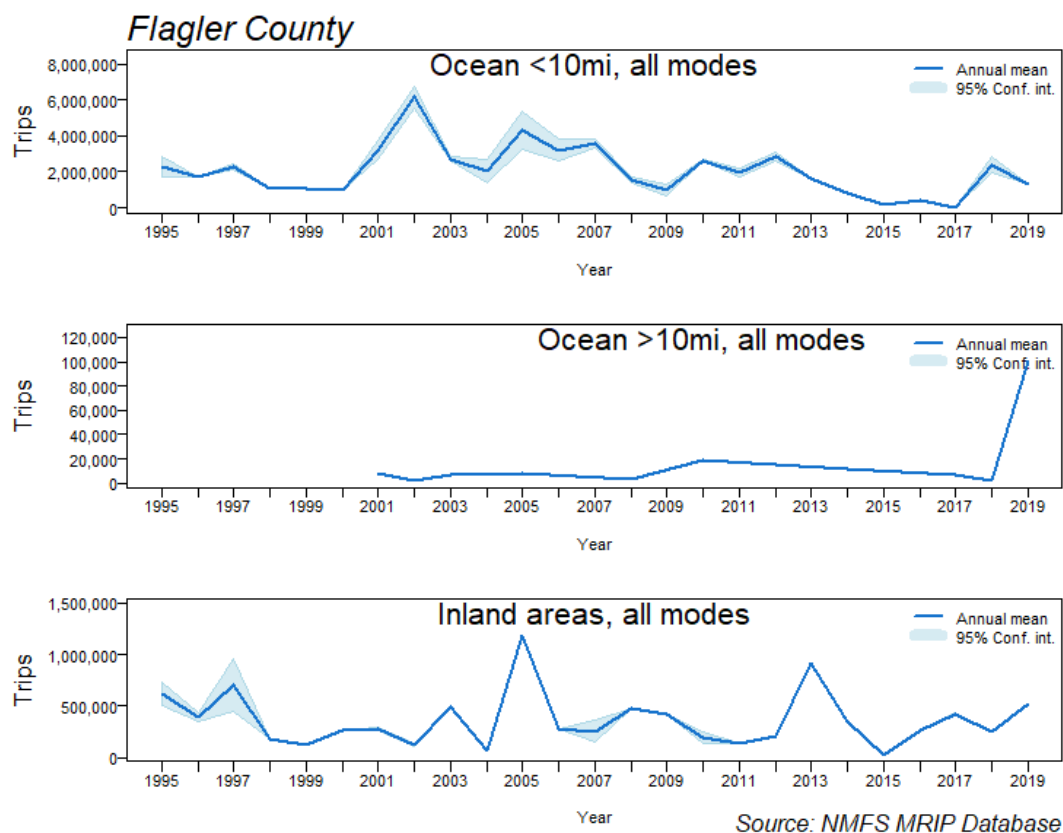 Flagler County
Ocean <10mi, all modes
Annual mean
95% Conf. int.
Trips
8,000,000
6,000,000
4,000,000
2,000,000
0
1995 1997 1999 2001 2003 2005 2007 2009 2011 2013 2015 2017 2019
Year
Ocean >10mi, all modes
Annual mean
95% Conf. int.
Trips
120,000
100,000
80,000
60,000
40,000
20,000
0
1995 1997 1999 2001 2003 2005 2007 2009 2011 2013 2015 2017 2019
Year
Inland areas, all modes
Annual mean
95% Conf. int.
Trips
1,500,000
1,000,000
500,000
0
1995 1997 1999 2001 2003 2005 2007 2009 2011 2013 2015 2017 2019
Year
Source: NMFS MRIP Database